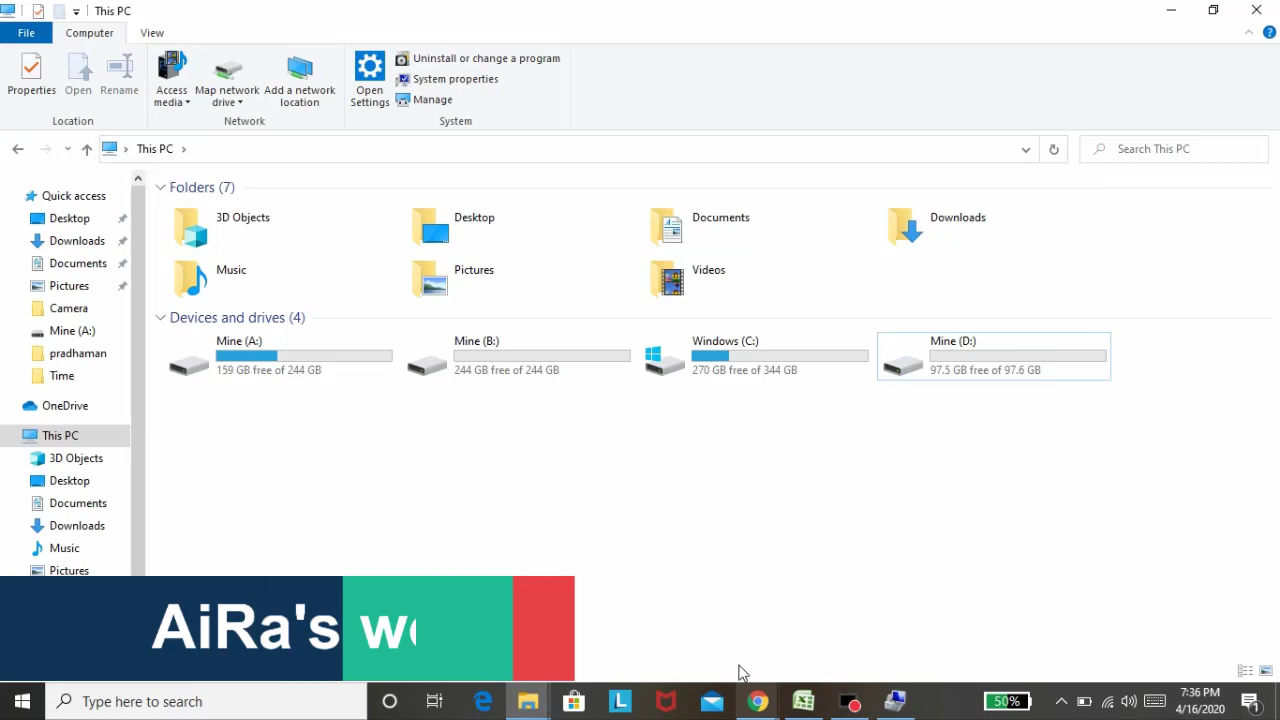 This PC
File
Computer
View
Properties
Open
Rename
Access media
Map network drive
Add a network location
Open Settings
Uninstall or change a program
System properties
Manage
Location
Network
System
This PC
Search This PC
Quick access
Desktop
Downloads
Documents
Pictures
Camera
Mine (A:)
pradhaman
Time
OneDrive
This PC
3D Objects
Desktop
Documents
Downloads
Music
Pictures
Folders (7)
3D Objects
Desktop
Documents
Downloads
Music
Pictures
Videos
Devices and drives (4)
Mine (A:)
159 GB free of 244 GB
Mine (B:)
244 GB free of 244 GB
Windows (C:)
270 GB free of 344 GB
Mine (D:)
97.5 GB free of 97.6 GB
AiRa's
Type here to search
L
50%
7:36 PM
4/16/2020
1